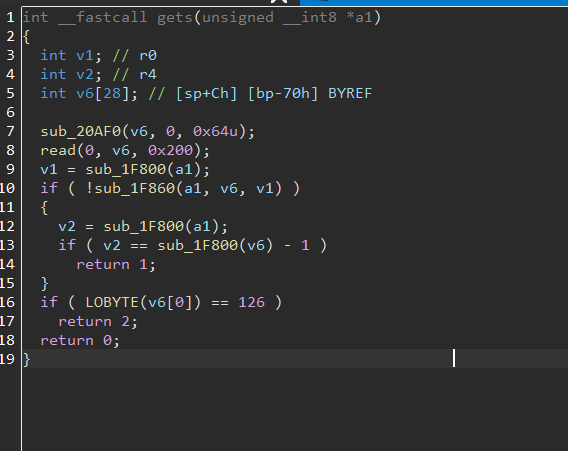 1 int __fastcall gets(unsigned __int8 *a1)
2 {
3   int v1; // r0
4   int v2; // r4
5   int v6[28]; // [sp+Ch] [bp-70h] BYREF
6
7   sub_20AF0(v6, 0, 0x64u);
8   read(0, v6, 0x200);
9   v1 = sub_1F800(a1);
10   if ( !sub_1F860(a1, v6, v1) )
11   {
12     v2 = sub_1F800(a1);
13     if ( v2 == sub_1F800(v6) - 1 )
14       return 1;
15   }
16   if ( LOBYTE(v6[0]) == 126 )
17     return 2;
18   return 0;
19 }